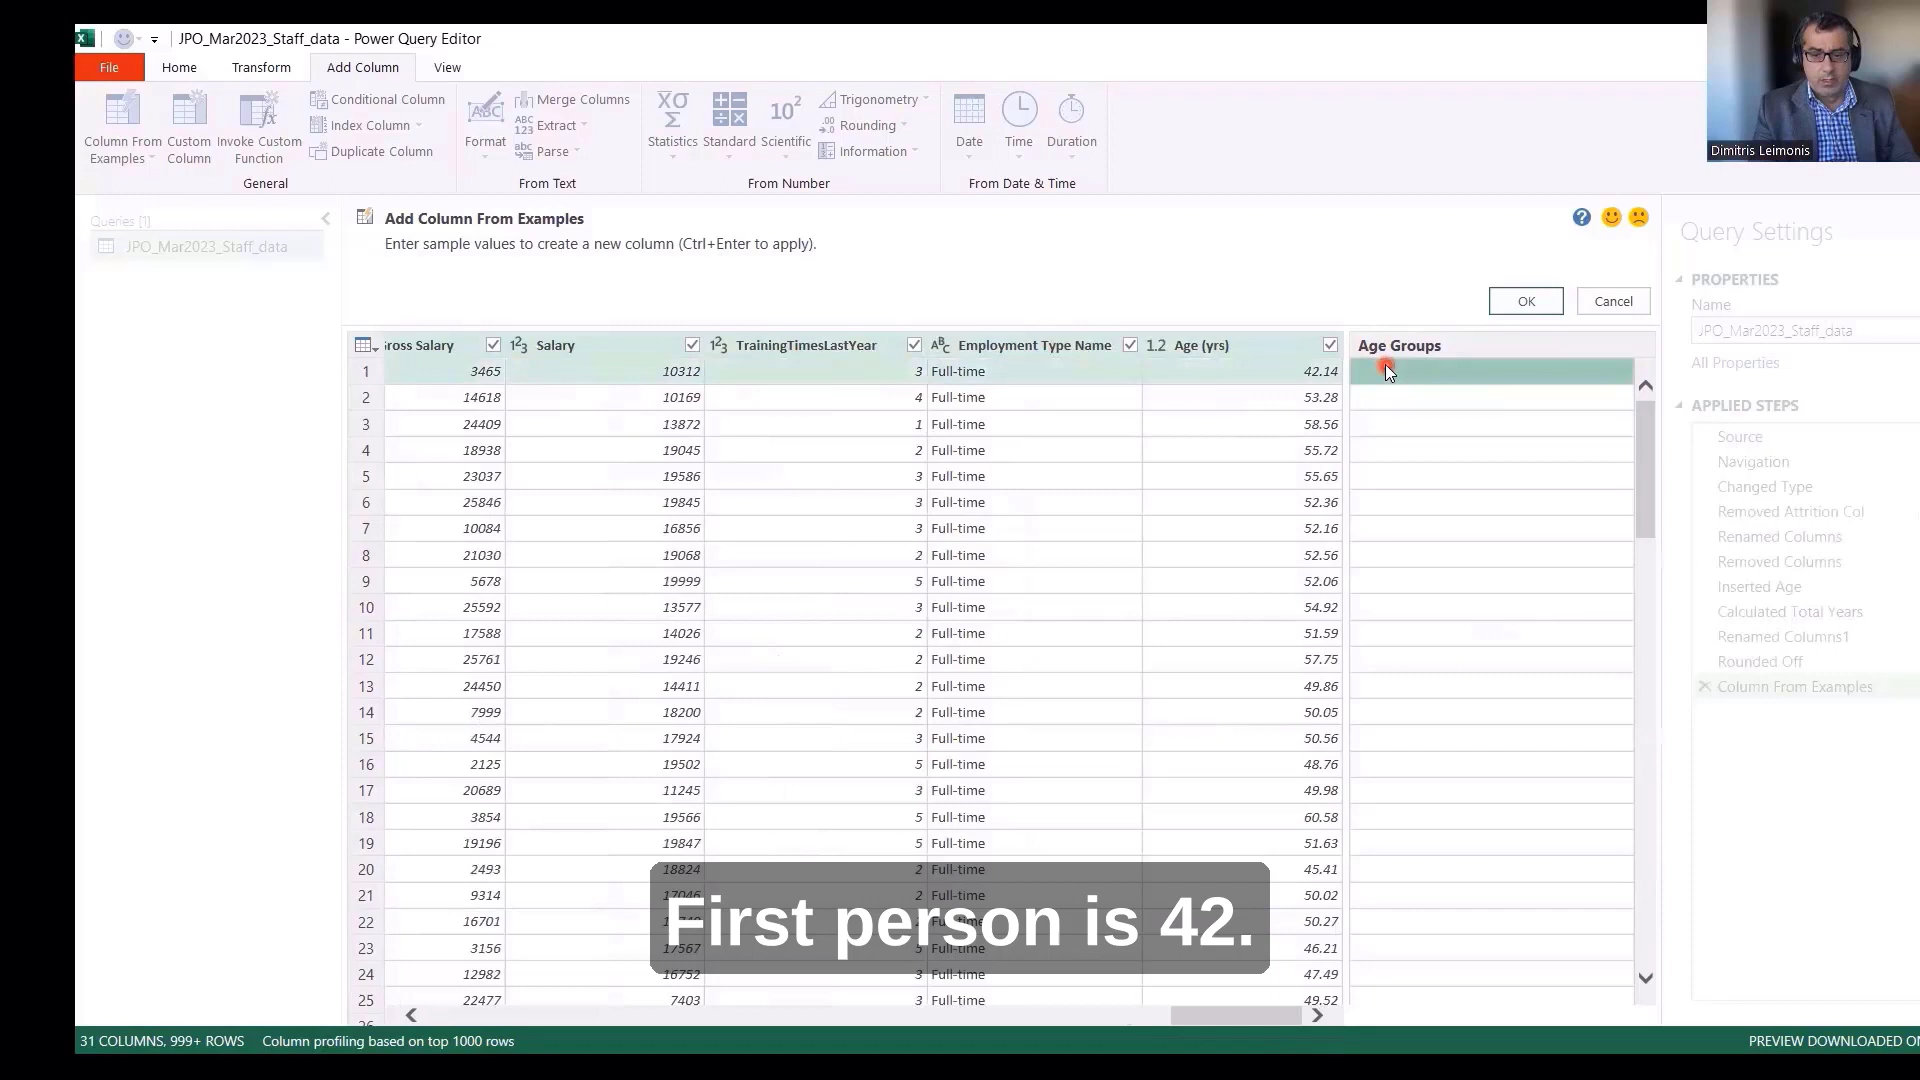 JPO_Mar2023_Staff_data - Power Query Editor
File Home Transform Add Column View
Column From Examples
Custom Column
Invoke Custom Function
Conditional Column
Index Column
Duplicate Column
General
Format
Merge Columns
Extract
Parse
From Text
Statistics
Standard
Scientific
Trigonometry
Rounding
Information
From Number
Date
Time
Duration
From Date & Time
Dimitris Leimonis
Queries [1]
JPO_Mar2023_Staff_data
Add Column From Examples
Enter sample values to create a new column (Ctrl+Enter to apply).
OK Cancel
ross Salary Salary TrainingTimesLastYear Employment Type Name 1.2 Age (yrs) Age Groups
1 3465 10312 3 Full-time 42.14
2 14618 10169 4 Full-time 53.28
3 24409 13872 1 Full-time 58.56
4 18938 19045 2 Full-time 55.72
5 23037 19586 3 Full-time 55.65
6 25846 19845 3 Full-time 52.36
7 10084 16856 3 Full-time 52.16
8 21030 19068 2 Full-time 52.56
9 5678 19999 5 Full-time 52.06
10 25592 13577 3 Full-time 54.92
11 17588 14026 2 Full-time 51.59
12 25761 19246 2 Full-time 57.75
13 24450 14411 2 Full-time 49.86
14 7999 18200 2 Full-time 50.05
15 4544 17924 3 Full-time 50.56
16 2125 19502 5 Full-time 48.76
17 20689 11245 3 Full-time 49.98
18 3854 19566 5 Full-time 60.58
19 19196 19847 5 Full-time 51.63
20 2493 18824 2 Full-time 45.41
21 9314 17046 2 Full-time 50.02
22 16701 50.27
23 3156 17567 5 Full-time 46.21
24 12982 16752 3 Full-time 47.49
25 22477 7403 3 Full-time 49.52
First person is 42.
Query Settings
PROPERTIES
Name
JPO_Mar2023_Staff_data
All Properties
APPLIED STEPS
Source
Navigation
Changed Type
Removed Attrition Col
Renamed Columns
Removed Columns
Inserted Age
Calculated Total Years
Renamed Columns1
Rounded Off
Column From Examples
31 COLUMNS, 999+ ROWS Column profiling based on top 1000 rows
PREVIEW DOWNLOADED